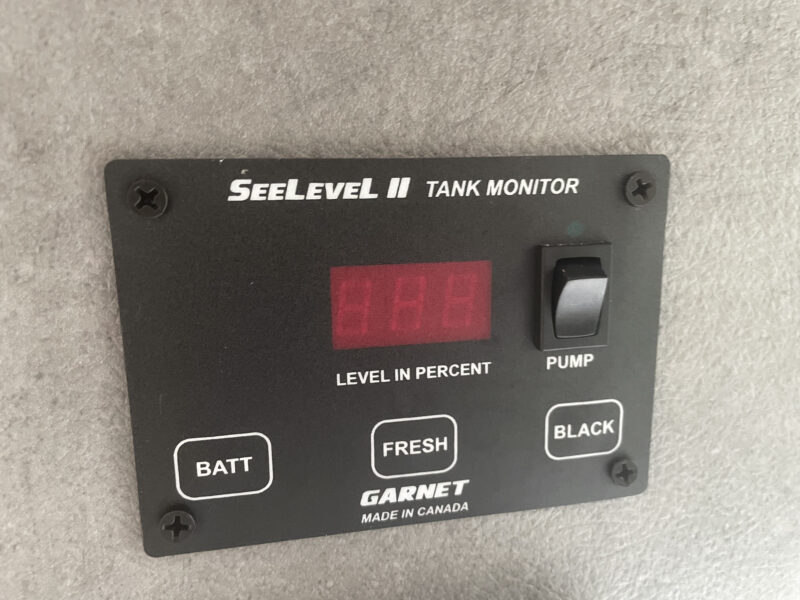 SEELEVEL II TANK MONITOR
LEVEL IN PERCENT
PUMP
BATT
FRESH
BLACK
GARNET
MADE IN CANADA